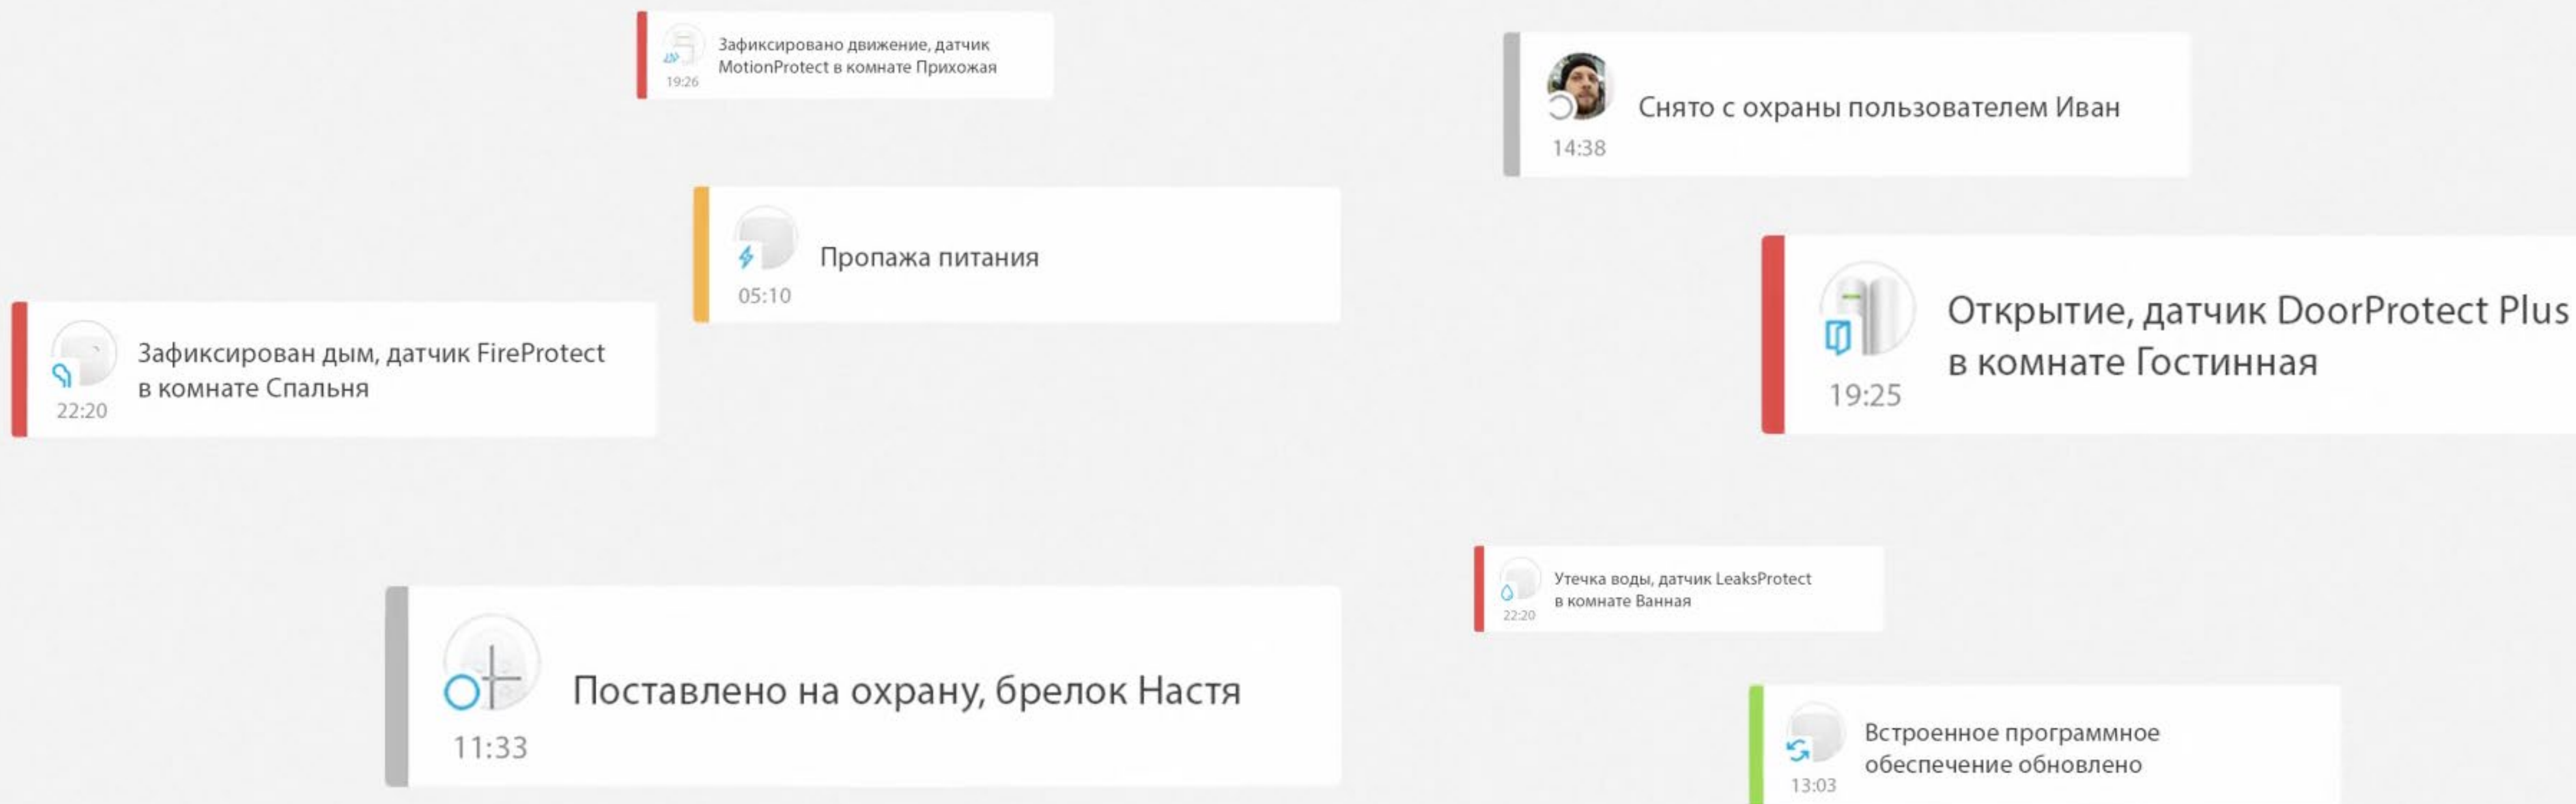 Зафиксировано движение, датчик
MotionProtect в комнате Прихожая
19:26
Снято с охраны пользователем Иван
14:38
Пропажа питания
05:10
Открытие, датчик DoorProtect Plus
в комнате Гостинная
19:25
Зафиксирован дым, датчик FireProtect
в комнате Спальня
22:20
Утечка воды, датчик LeaksProtect
в комнате Ванная
22:20
Поставлено на охрану, брелок Настя
11:33
Встроенное программное
обеспечение обновлено
13:03